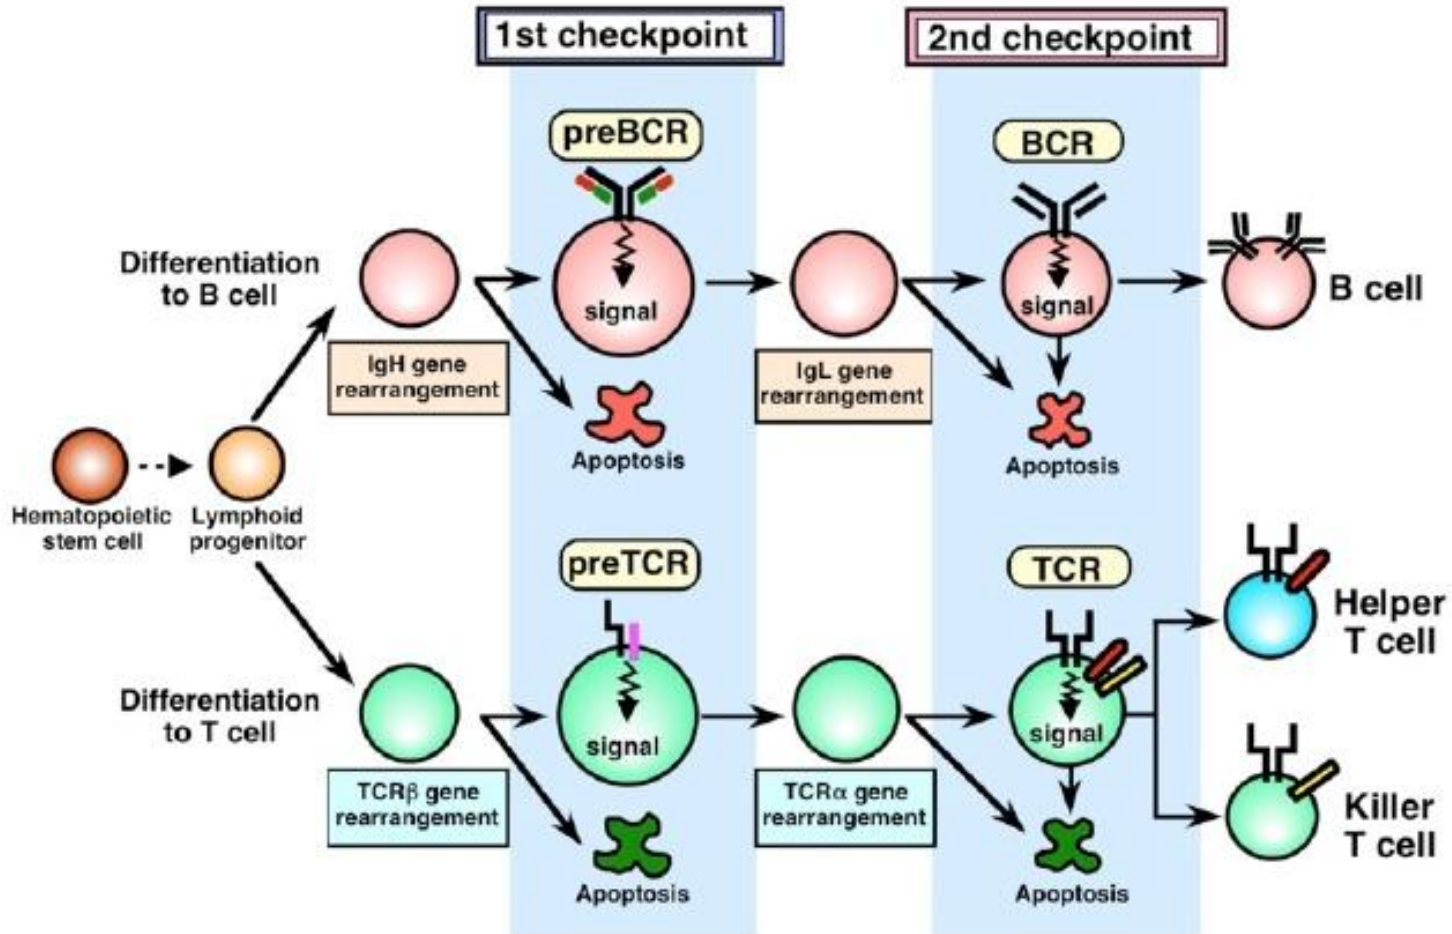 1st checkpoint
2nd checkpoint
preBCR
BCR
Differentiation
to B cell
signal
signal
B cell
IgH gene
rearrangement
IgL gene
rearrangement
Apoptosis
Apoptosis
Hematopoietic
stem cell
Lymphoid
progenitor
preTCR
TCR
Helper
T cell
Differentiation
to T cell
signal
signal
TCRβ gene
rearrangement
TCRα gene
rearrangement
Killer
T cell
Apoptosis
Apoptosis